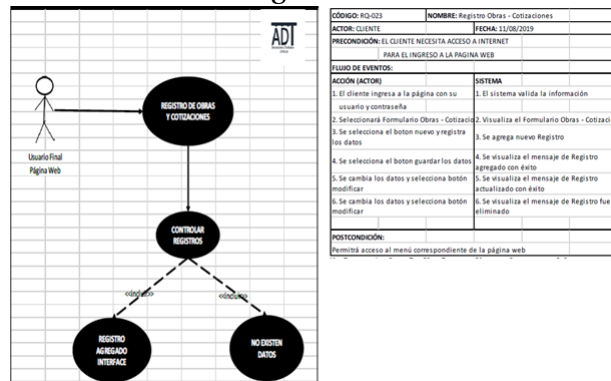 ADT
REGISTRO DE OBRAS
Y COTIZACIONES
Usuario Final
Página Web
CONTROLAR
REGISTROS
<<incluir>>
<<incluir>>
REGISTRO
AGREGADO
INTERFACE
NO EXISTEN
DATOS
CÓDIGO: RQ-023 NOMBRE: Registro Obras - Cotizaciones
ACTOR: CLIENTE FECHA: 11/08/2019
PRECONDICIÓN: EL CLIENTE NECESITA ACCESO A INTERNET
PARA EL INGRESO A LA PAGINA WEB
FLUJO DE EVENTOS:
ACCIÓN (ACTOR) SISTEMA
1. El cliente ingresa a la página con su
usuario y contraseña
1. El sistema valida la información
2. Seleccionará Formulario Obras - Cotizacio
2. Visualiza el Formulario Obras - Cotizaci
3. Se selecciona el boton nuevo y registra
los datos
3. Se agrega nuevo Registro
4. Se selecciona el boton guardar los datos
4. Se visualiza el mensaje de Registro
agregado con éxito
5. Se cambia los datos y selecciona botón
modificar
5. Se visualiza el mensaje de Registro
actualizado con éxito
6. Se cambia los datos y selecciona botón
modificar
6. Se visualiza el mensaje de Registro fue
eliminado
POSTCONDICIÓN:
Permitirá acceso al menú correspondiente de la página web